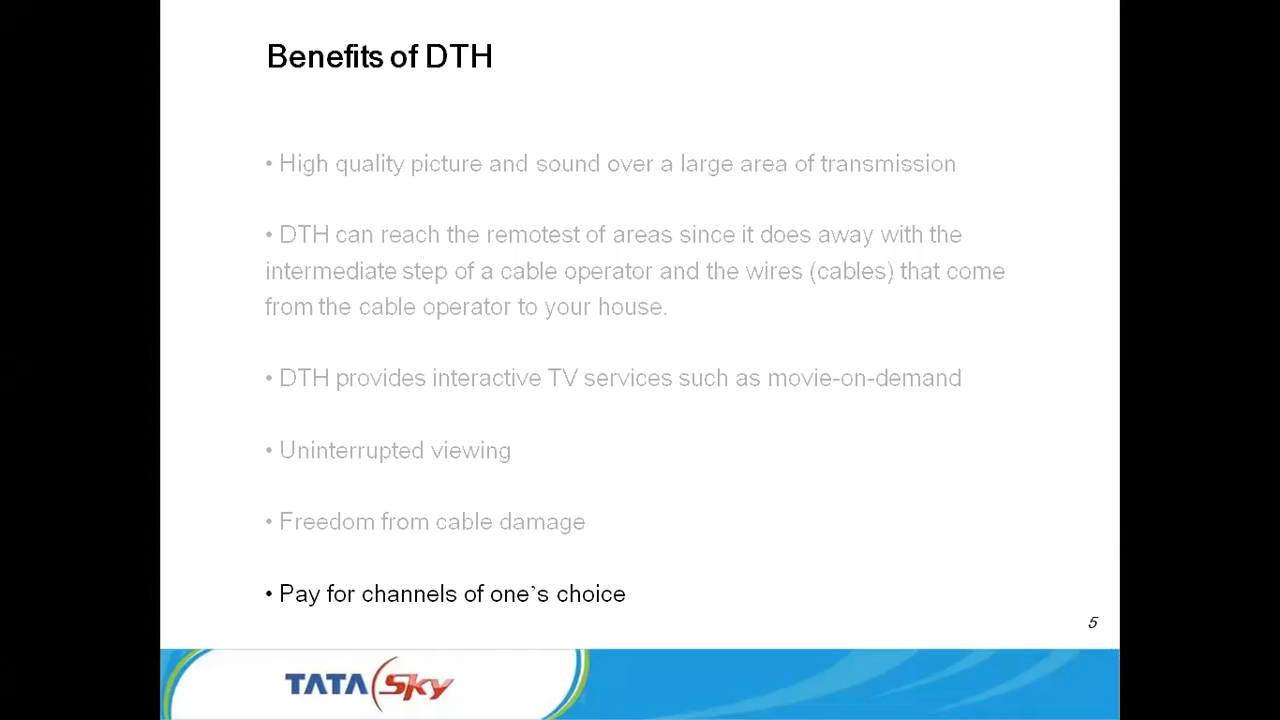 Benefits of DTH
• High quality picture and sound over a large area of transmission
• DTH can reach the remotest of areas since it does away with the
intermediate step of a cable operator and the wires (cables) that come
from the cable operator to your house.
• DTH provides interactive TV services such as movie-on-demand
• Uninterrupted viewing
• Freedom from cable damage
• Pay for channels of one`s choice
5
TATA Sky